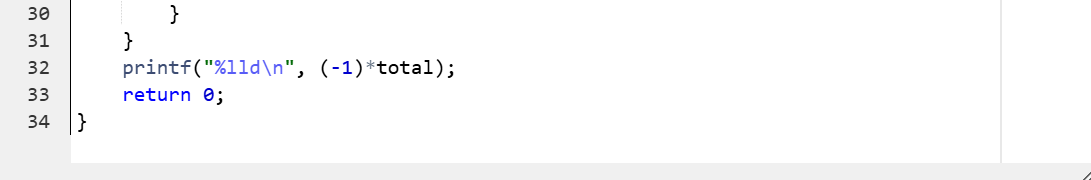 30        }
31    }
32    printf("%lld\n", (-1)*total);
33    return 0;
34 }